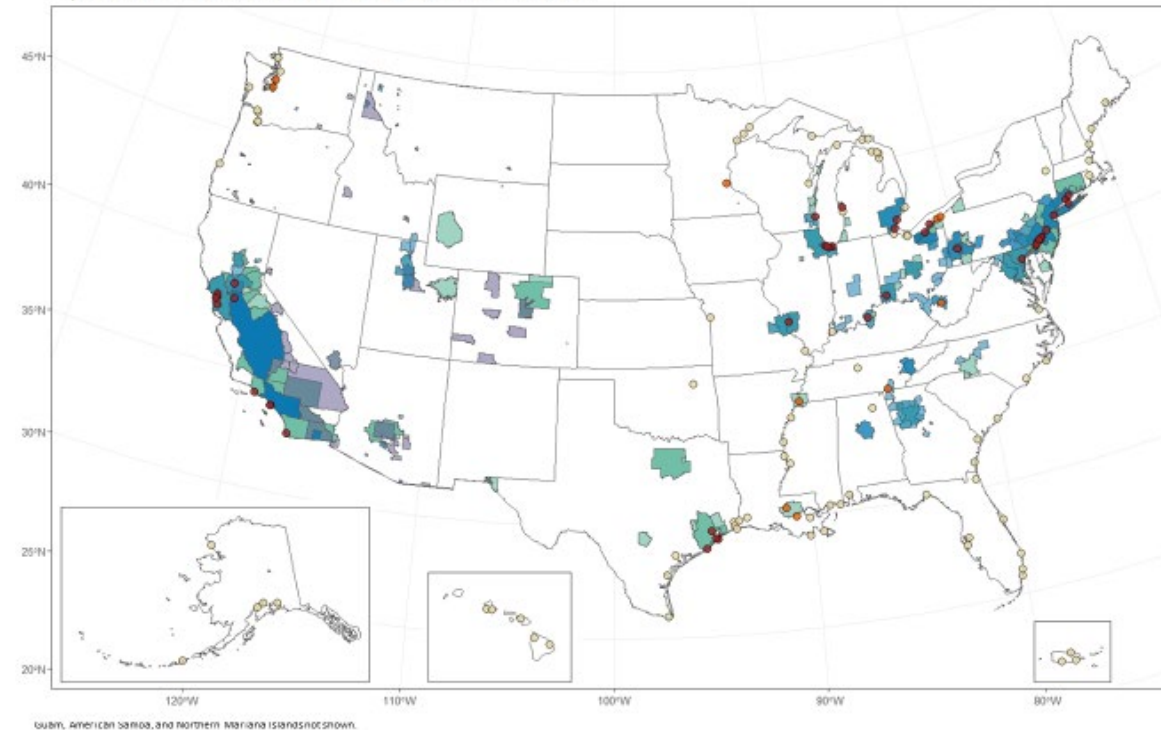 45°N
40°N
35°N
30°N
25°N
20°N
120°W 110°W 100°W 90°W 80°W
Guam, American Samoa, and Northern Mariana Islands not shown.